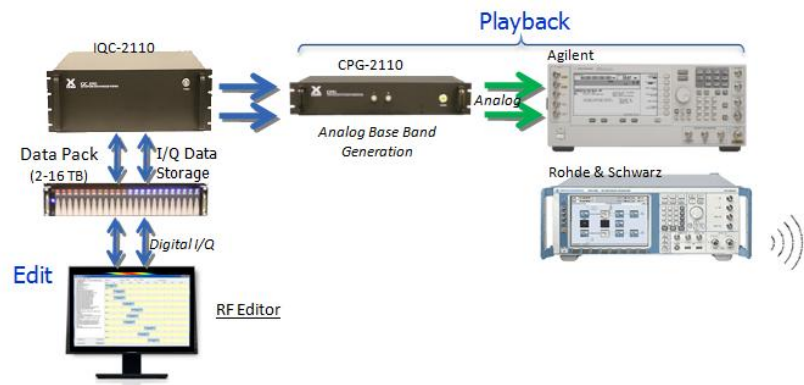 Playback
IQC-2110
CPG-2110
Agilent
Analog
Analog Base Band
Generation
Data Pack
(2-16 TB)
I/Q Data
Storage
Rohde & Schwarz
Digital I/Q
Edit
RF Editor